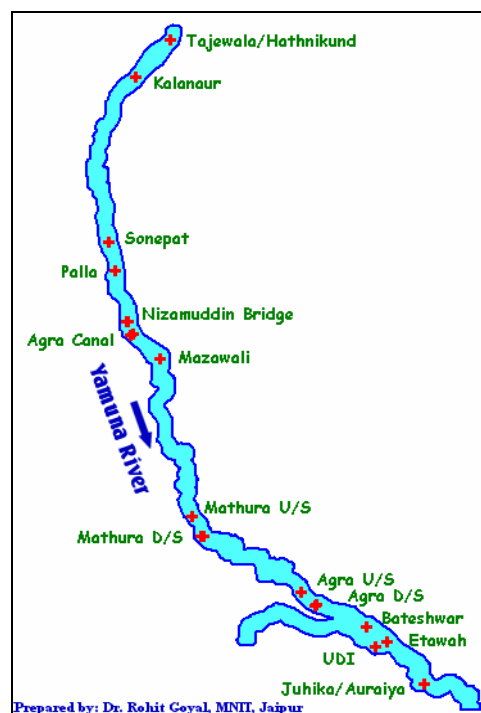 Tajewala/Hathnikund
Kalanaur
Sonepat
Palla
Nizamuddin Bridge
Agra Canal
Mazawali
Yamuna River
Mathura U/S
Mathura D/S
Agra U/S
Agra D/S
Bateshwar
Etawah
UDI
Juhika/Auraiya
Prepared by: Dr. Rohit Goyal, MNIT, Jaipur